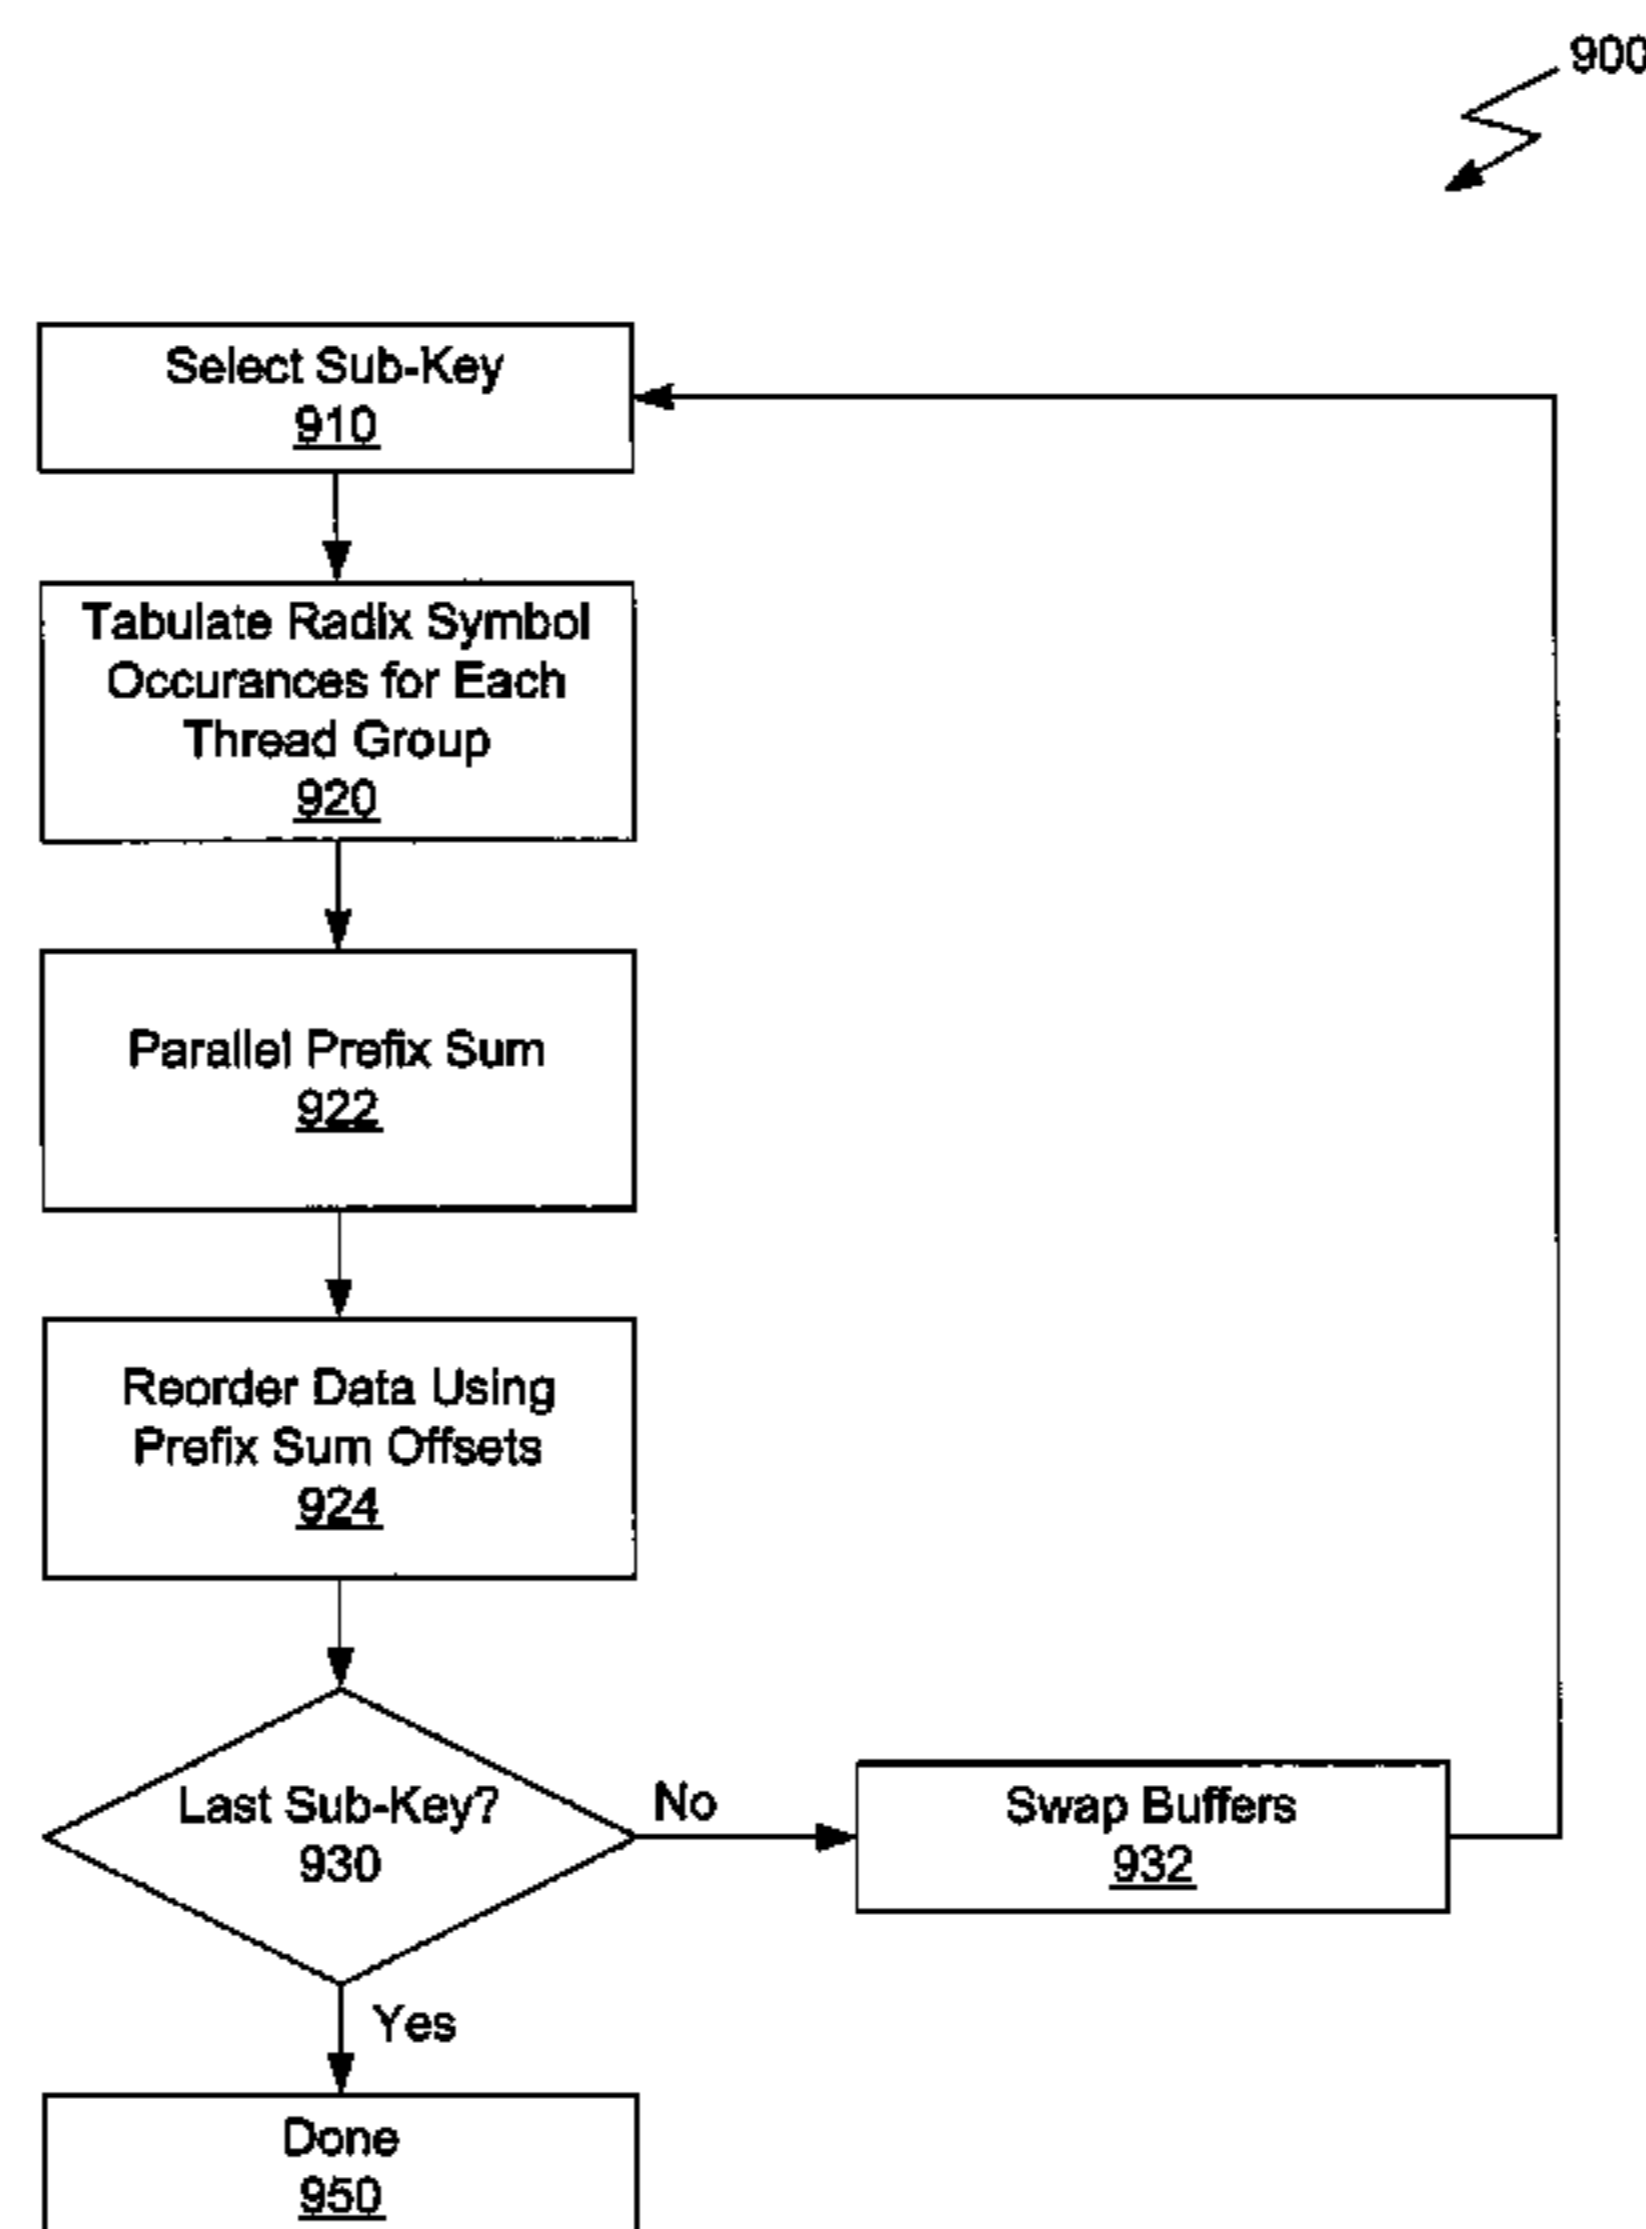 900
Select Sub-Key
910
Tabulate Radix Symbol
Occurances for Each
Thread Group
920
Parallel Prefix Sum
922
Reorder Data Using
Prefix Sum Offsets
924
Last Sub-Key?
930
No
Swap Buffers
932
Yes
Done
950